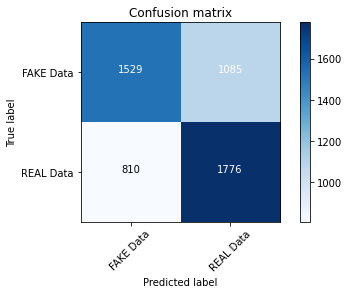 Confusion matrix
FAKE Data
1529
1085
REAL Data
810
1776
True label
FAKE Data
REAL Data
Predicted label
1600
1400
1200
1000